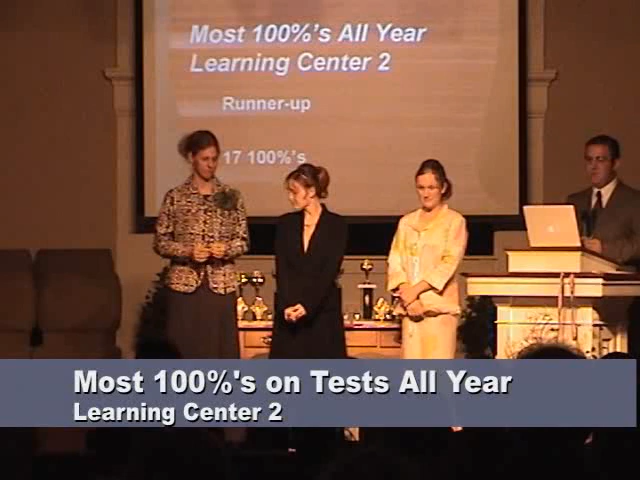 Most 100%'s All Year
Learning Center 2
Runner-up
17 100%'s
Most 100%'s on Tests All Year
Learning Center 2